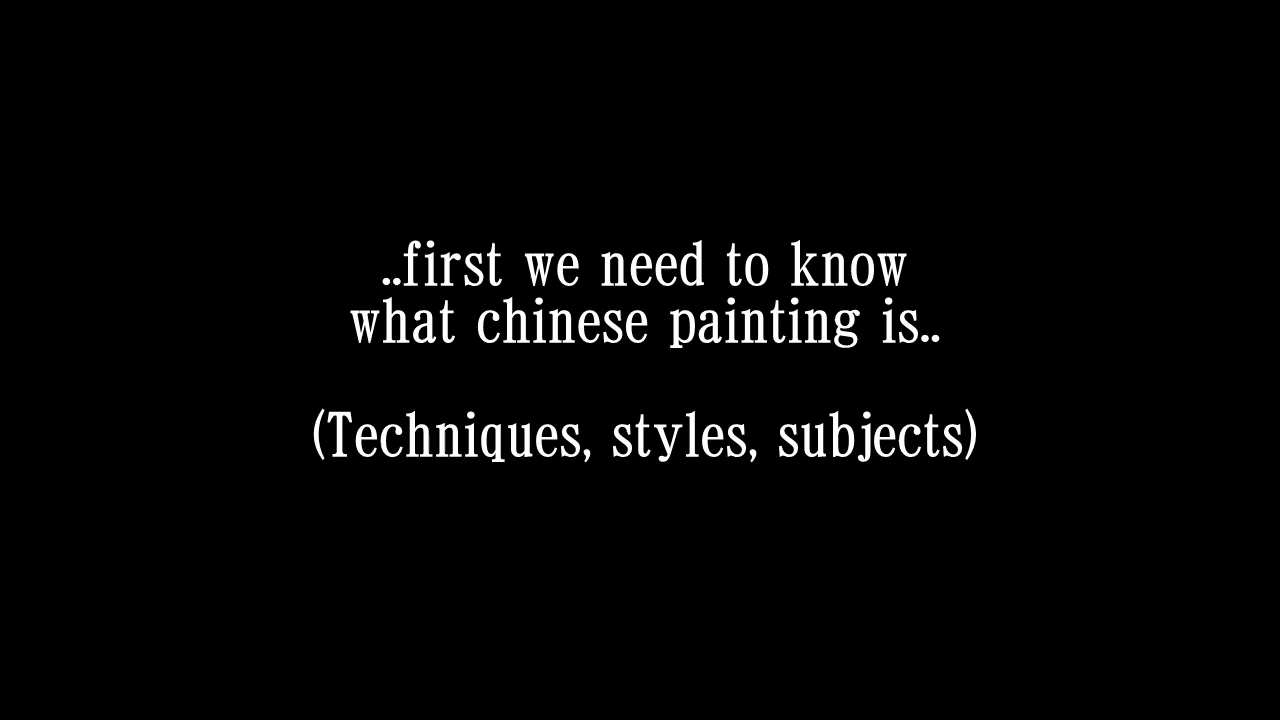 ..first we need to know
what chinese painting is..
(Techniques, styles, subjects)